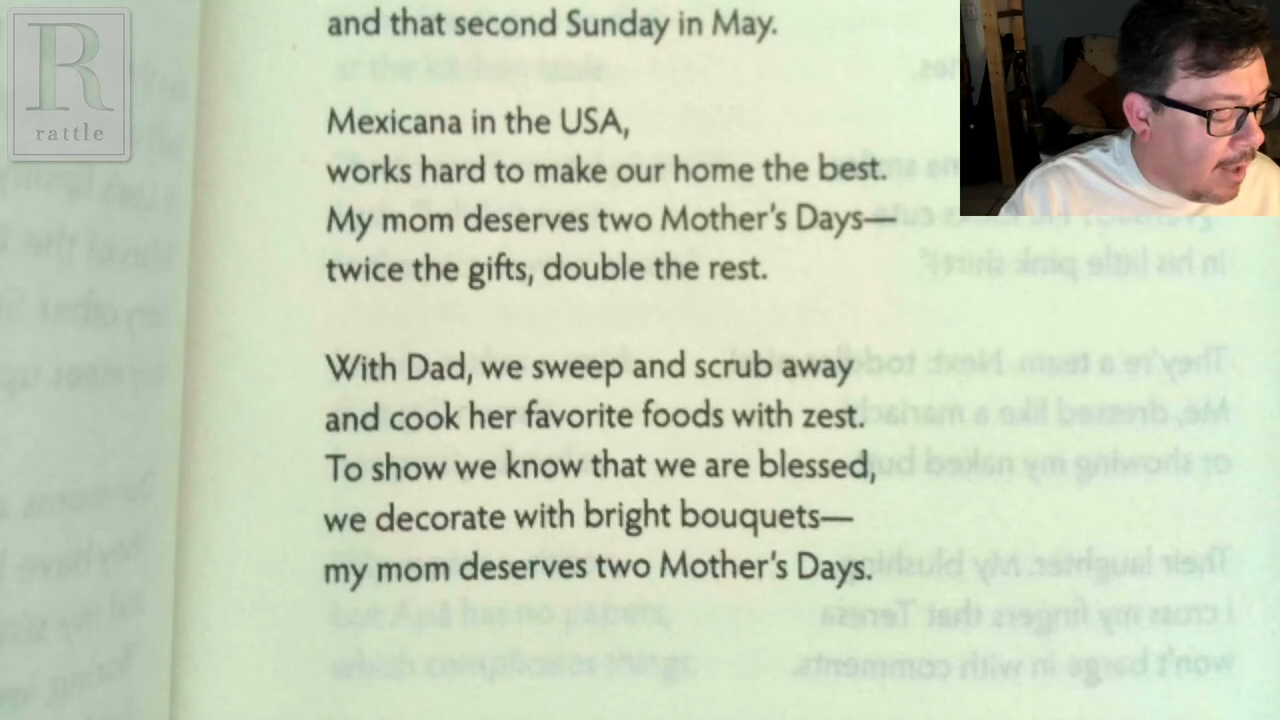 R
rattle
and that second Sunday in May.
Mexicana in the USA,
works hard to make our home the best.
My mom deserves two Mother's Days—
twice the gifts, double the rest.
With Dad, we sweep and scrub away
and cook her favorite foods with zest.
To show we know that we are blessed,
we decorate with bright bouquets—
my mom deserves two Mother's Days.